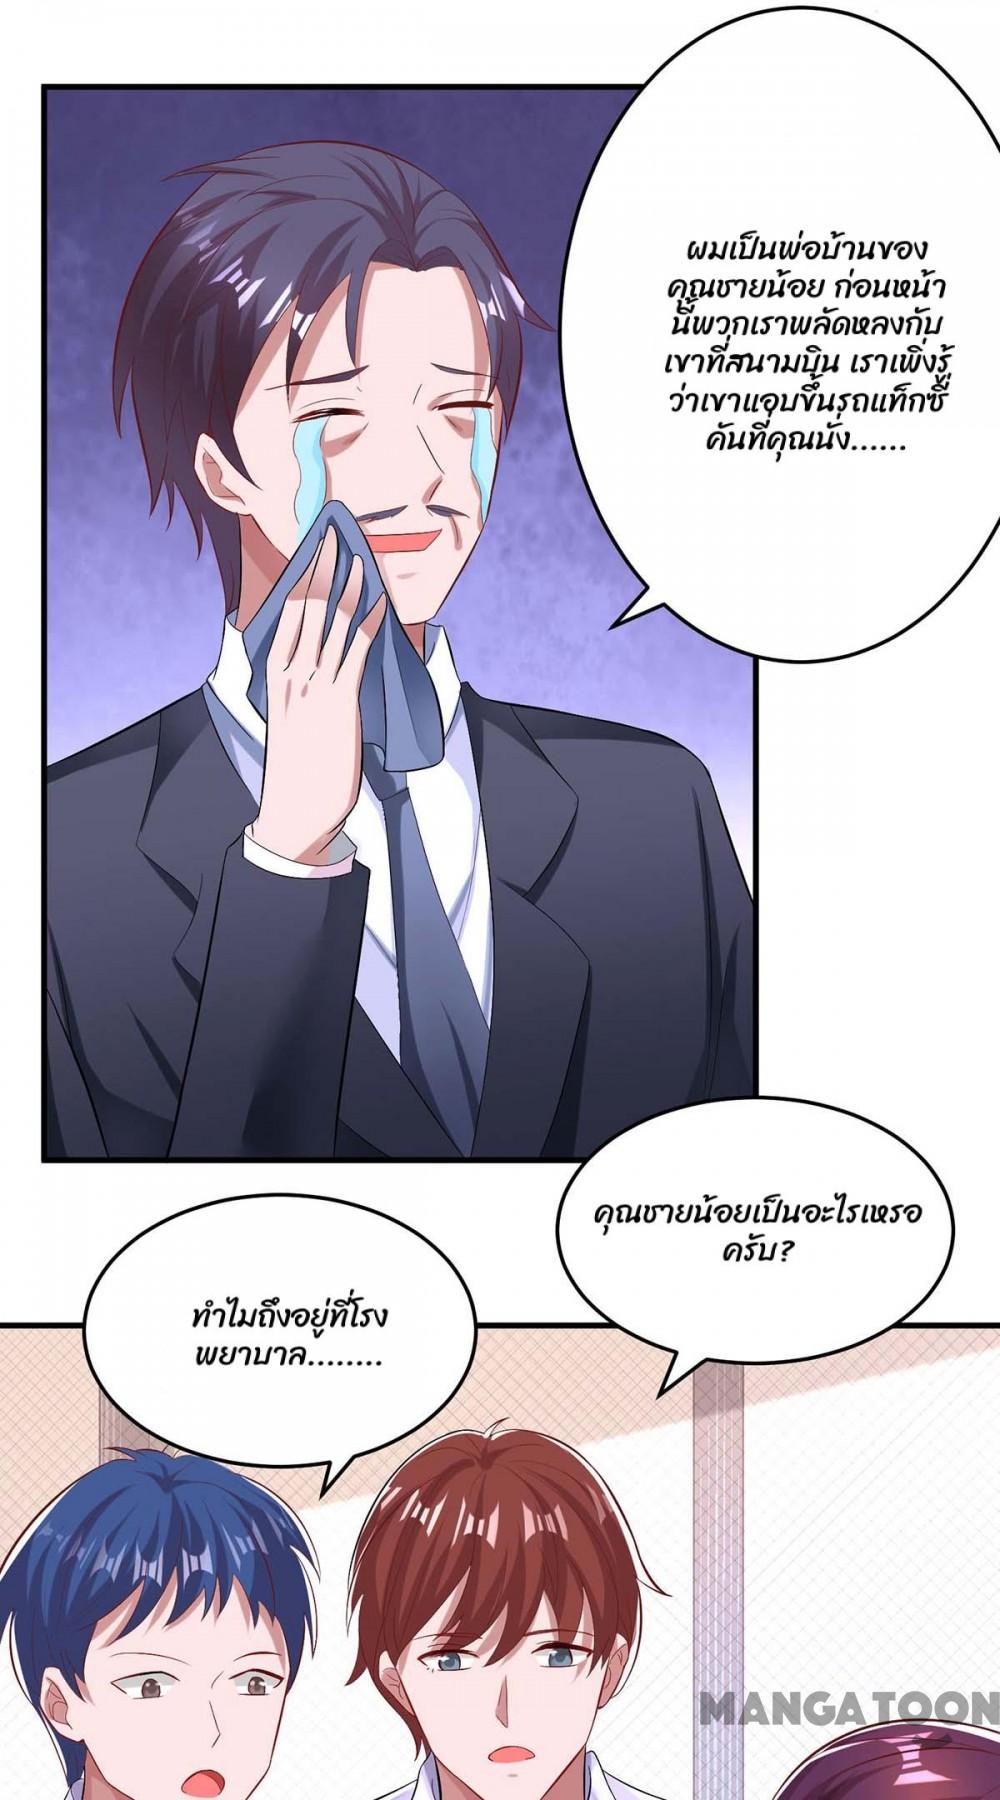 ผมเป็นพ่อบ้านของ
คุณชายน้อย ก่อนหน้า
นี้พวกเราพลัดหลงกับ
เขาที่สนามบิน เราเพิ่งรู้
ว่าเขาแอบขึ้นรถแท็กซี่
คันที่คุณนั่ง......
คุณชายน้อยเป็นอะไรเหรอ
ครับ?
ทำไมถึงอยู่ที่โรง
พยาบาล........
MANGATOON